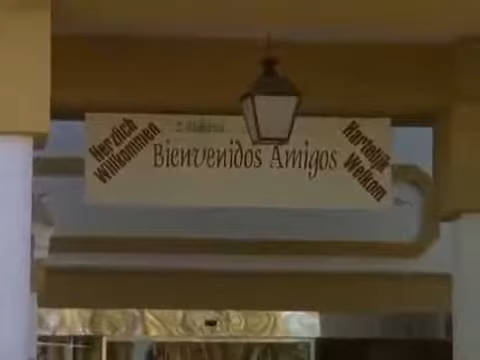 Herzlich
Willkommen
Bienvenidos Amigos
Hartelijk
Welkom